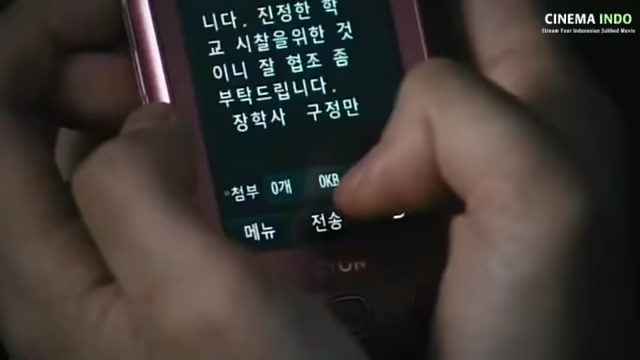 CINEMA INDO
Stream Your Indonesian Subbed Movie
니다. 진정한 학
교 시찰을위한 것
이니 잘 협조 좀
부탁드립니다.
장학사 구정만
첨부 0개 0KB
메뉴 전송
CYON